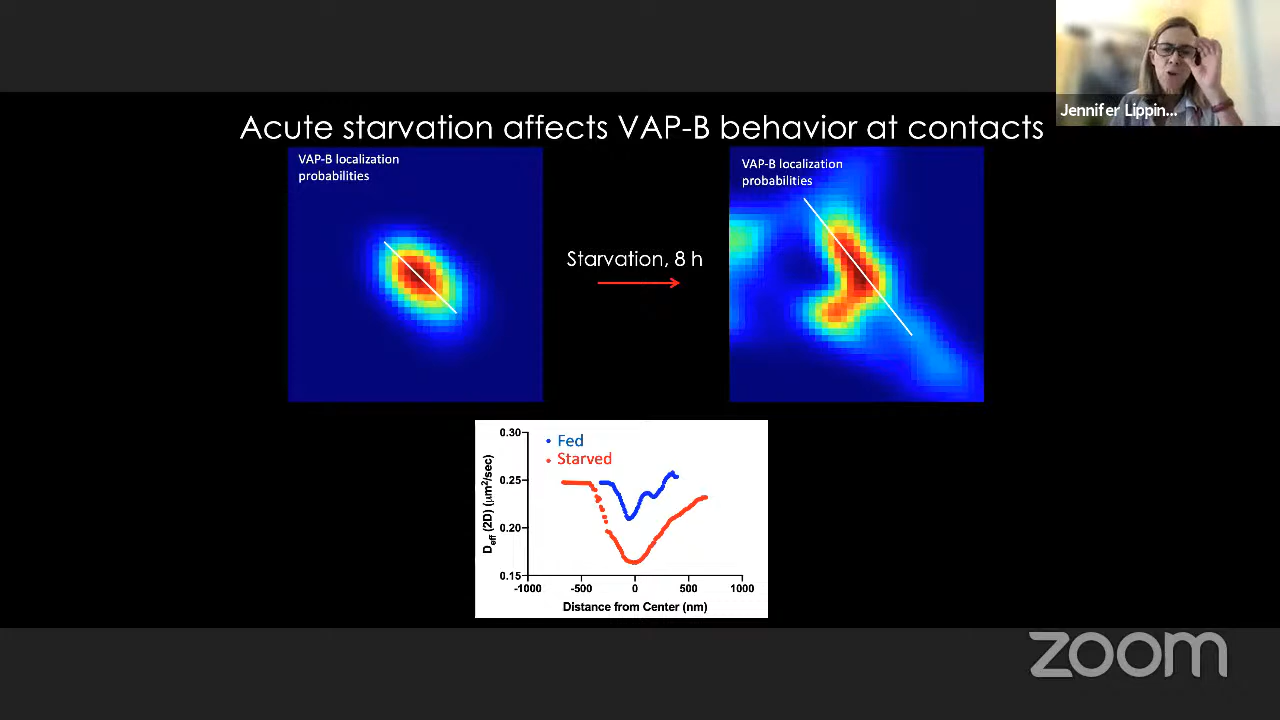 Jennifer Lippin...
Acute starvation affects VAP-B behavior at contacts
VAP-B localization
probabilities
VAP-B localization
probabilities
Starvation, 8 h
Fed
Starved
0.30
0.25
0.20
0.15
D_eff (2D) (μm²/sec)
-1000
-500
0
500
1000
Distance from Center (nm)
zoom